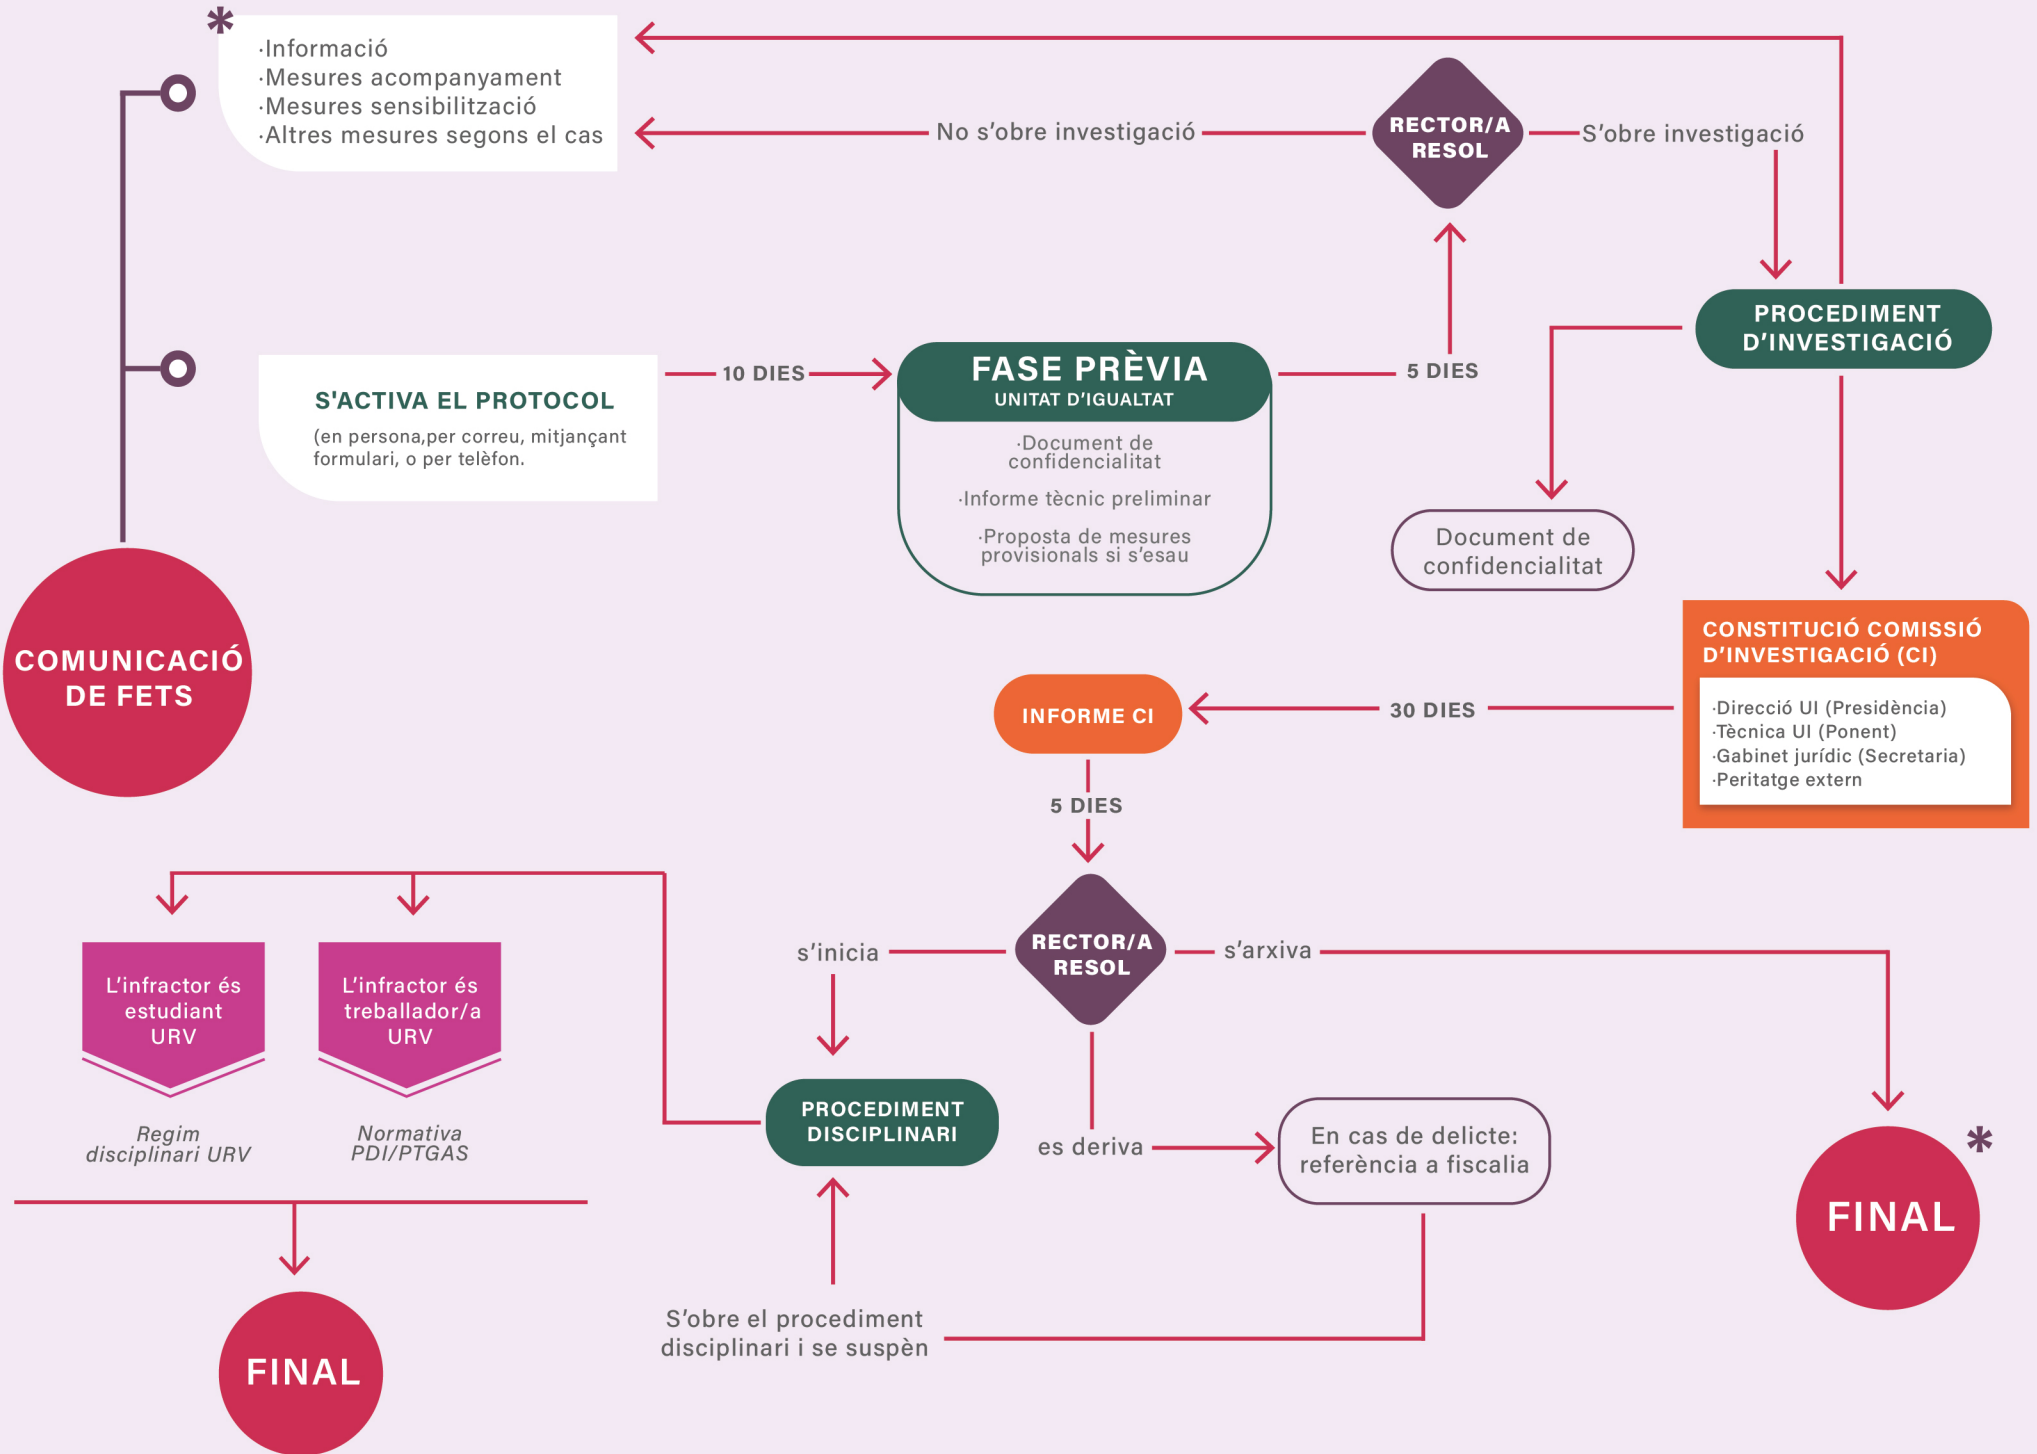 *
·Informació
·Mesures acompanyament
·Mesures sensibilització
·Altres mesures segons el cas
No s'obre investigació
RECTOR/A
RESOL
S'obre investigació
S'ACTIVA EL PROTOCOL
(en persona,per correu, mitjançant
formulari, o per telèfon.
10 DIES
FASE PRÈVIA
UNITAT D'IGUALTAT
·Document de
confidencialitat
·Informe tècnic preliminar
·Proposta de mesures
provisionals si s'esau
5 DIES
PROCEDIMENT
D'INVESTIGACIÓ
Document de
confidencialitat
COMUNICACIÓ
DE FETS
CONSTITUCIÓ COMISSIÓ
D'INVESTIGACIÓ (CI)
·Direcció UI (Presidència)
·Tècnica UI (Ponent)
·Gabinet jurídic (Secretaria)
·Peritatge extern
30 DIES
INFORME CI
5 DIES
RECTOR/A
RESOL
s'inicia
s'arxiva
es deriva
L'infractor és
estudiant
URV
L'infractor és
treballador/a
URV
Regim
disciplinari URV
Normativa
PDI/PTGAS
PROCEDIMENT
DISCIPLINARI
En cas de delicte:
referència a fiscalia
*
FINAL
S'obre el procediment
disciplinari i se suspèn
FINAL